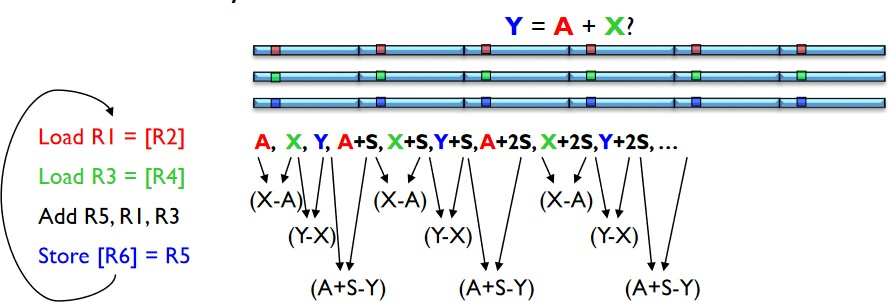 Y = A + X?
Load R1 = [R2]
Load R3 = [R4]
Add R5, R1, R3
Store [R6] = R5
A, X, Y, A+S, X+S,Y+S,A+2S, X+2S,Y+2S, ...
(X-A) (X-A) (X-A)
(Y-X) (Y-X) (Y-X)
(A+S-Y) (A+S-Y) (A+S-Y)